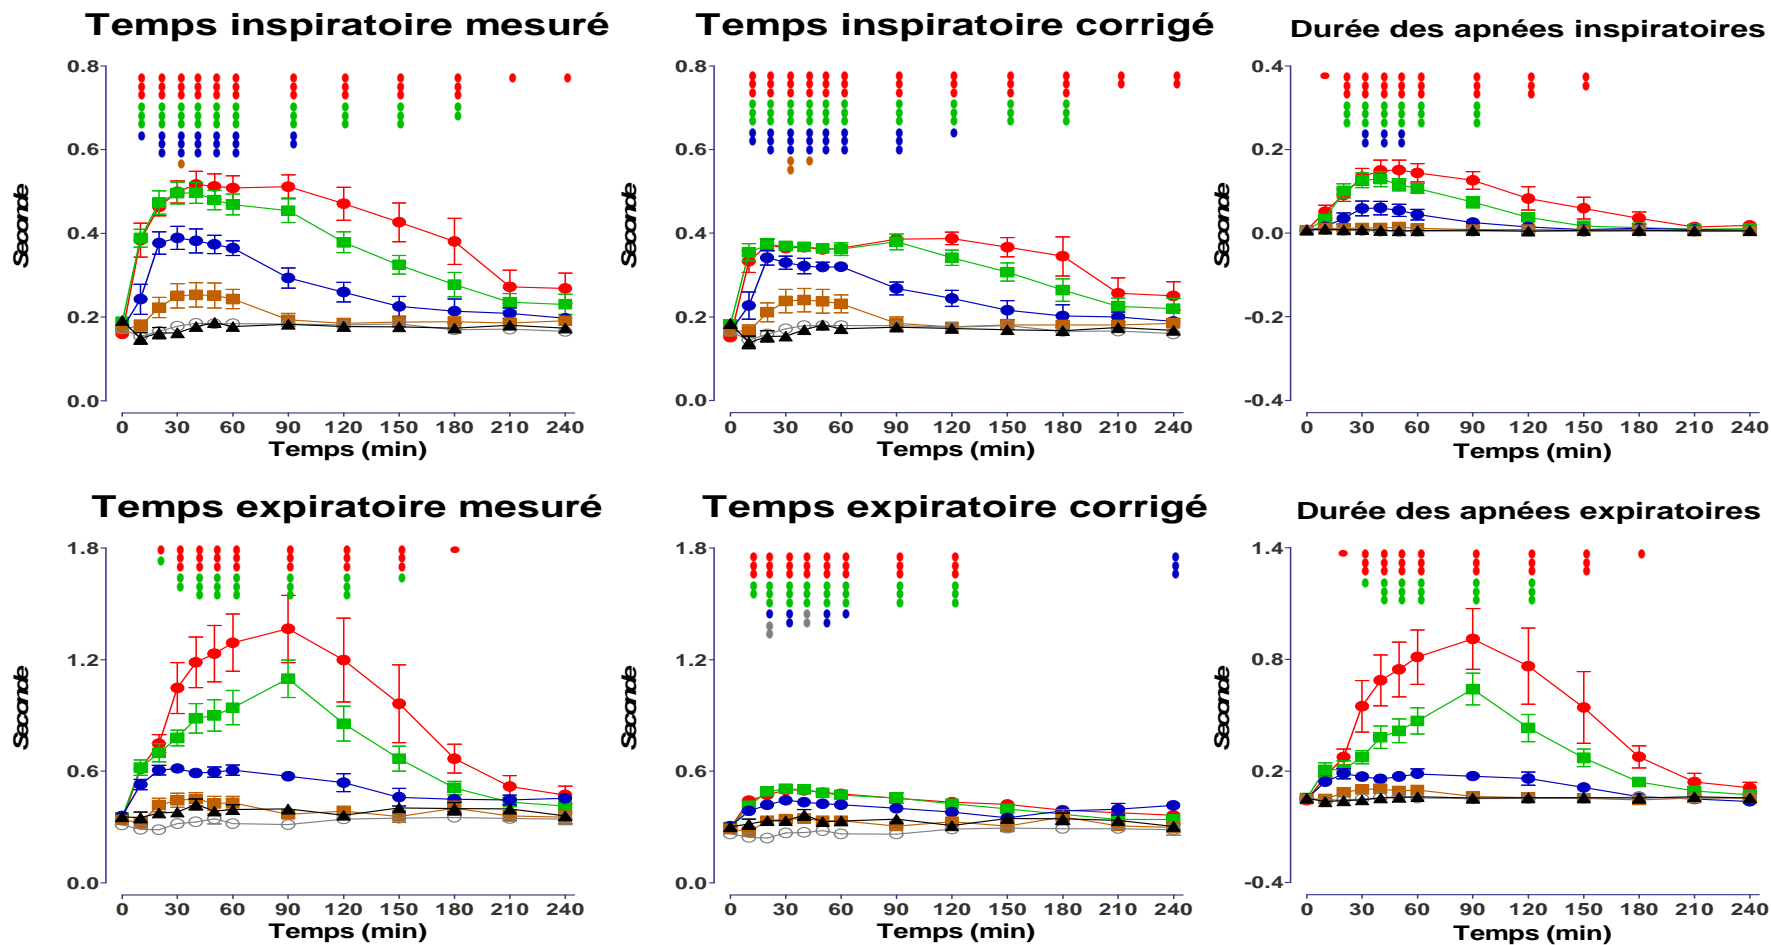 Temps inspiratoire mesuré
Seconde
0.8
0.6
0.4
0.2
0.0
0 30 60 90 120 150 180 210 240
Temps (min)
Temps inspiratoire corrigé
Seconde
0.8
0.6
0.4
0.2
0.0
0 30 60 90 120 150 180 210 240
Temps (min)
Durée des apnées inspiratoires
Seconde
0.4
0.2
0.0
-0.2
-0.4
0 30 60 90 120 150 180 210 240
Temps (min)
Temps expiratoire mesuré
Seconde
1.8
1.2
0.6
0.0
0 30 60 90 120 150 180 210 240
Temps (min)
Temps expiratoire corrigé
Seconde
1.8
1.2
0.6
0.0
0 30 60 90 120 150 180 210 240
Temps (min)
Durée des apnées expiratoires
Seconde
1.4
0.8
0.2
-0.4
0 30 60 90 120 150 180 210 240
Temps (min)